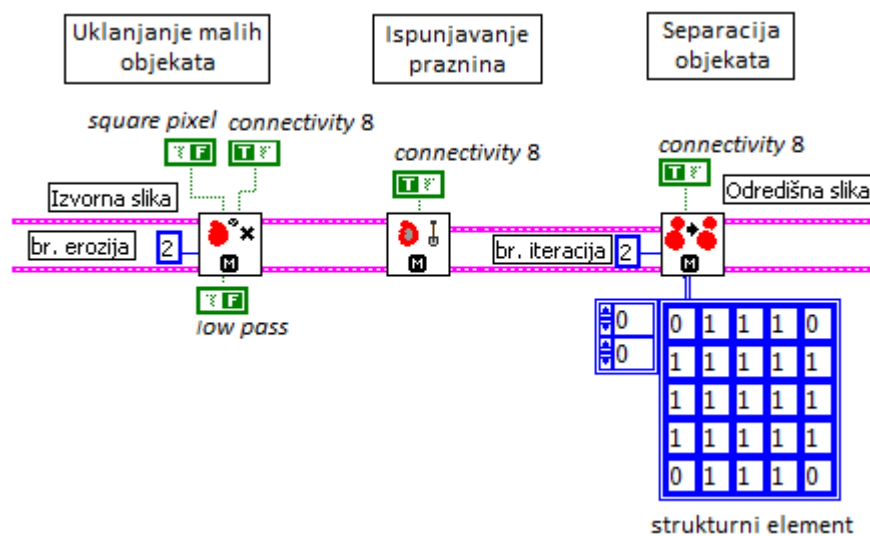 Uklanjanje malih
objekata
Ispunjavanje
praznina
Separacija
objekata
square pixel
connectivity 8
connectivity 8
connectivity 8
F
T
T
T
Izvorna slika
Odredišna slika
br. erozija
2
M
M
br. iteracija
2
M
F
low pass
0
0
0 1 1 1 0
1 1 1 1 1
1 1 1 1 1
1 1 1 1 1
0 1 1 1 0
strukturni element